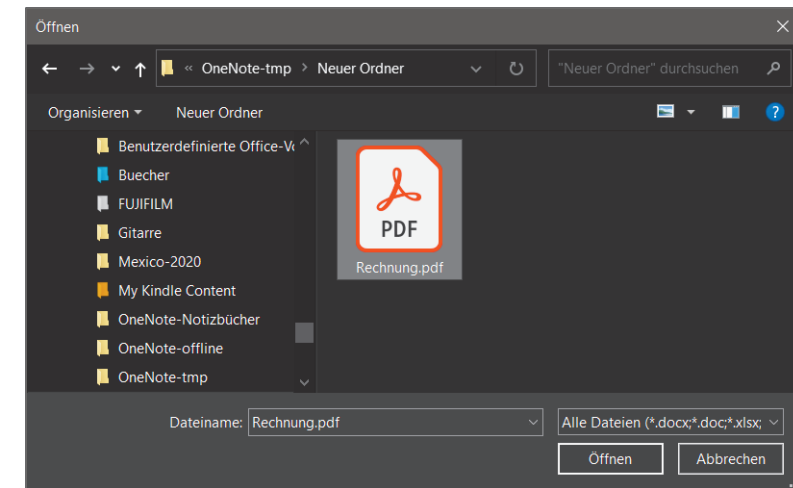 Öffnen
« OneNote-tmp > Neuer Ordner
"Neuer Ordner" durchsuchen
Organisieren
Neuer Ordner
?
Benutzerdefinierte Office-Vo
Buecher
FUJIFILM
Gitarre
Mexico-2020
My Kindle Content
OneNote-Notizbücher
OneNote-offline
OneNote-tmp
PDF
Rechnung.pdf
Dateiname: Rechnung.pdf
Alle Dateien (*.docx;*.doc;*.xlsx;
Öffnen
Abbrechen